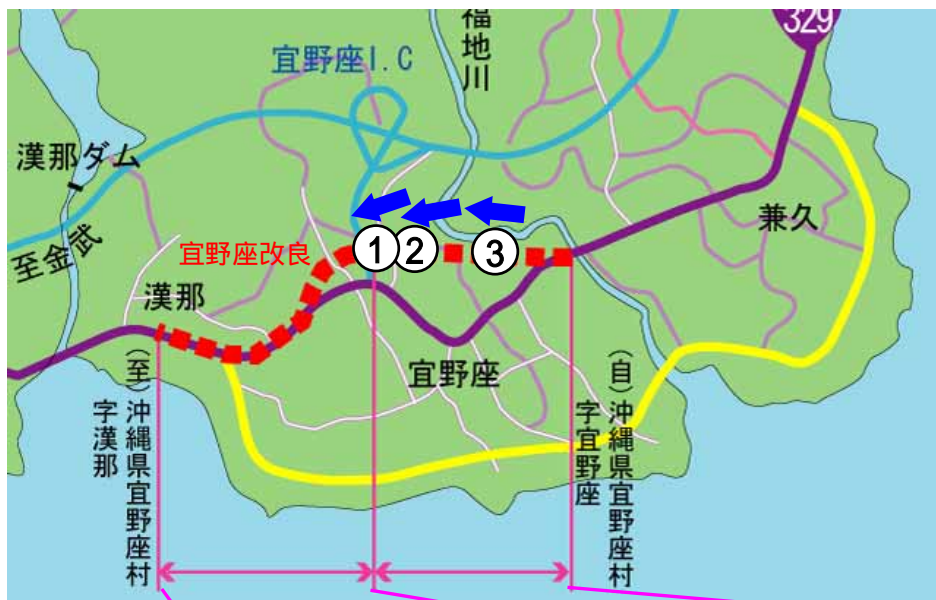 329
福地川
宜野座I.C
漢那ダム
至金武
兼久
宜野座改良
①
②
③
漢那
宜野座
(自)沖縄県宜野座村
字宜野座
(至)沖縄県宜野座村
字漢那